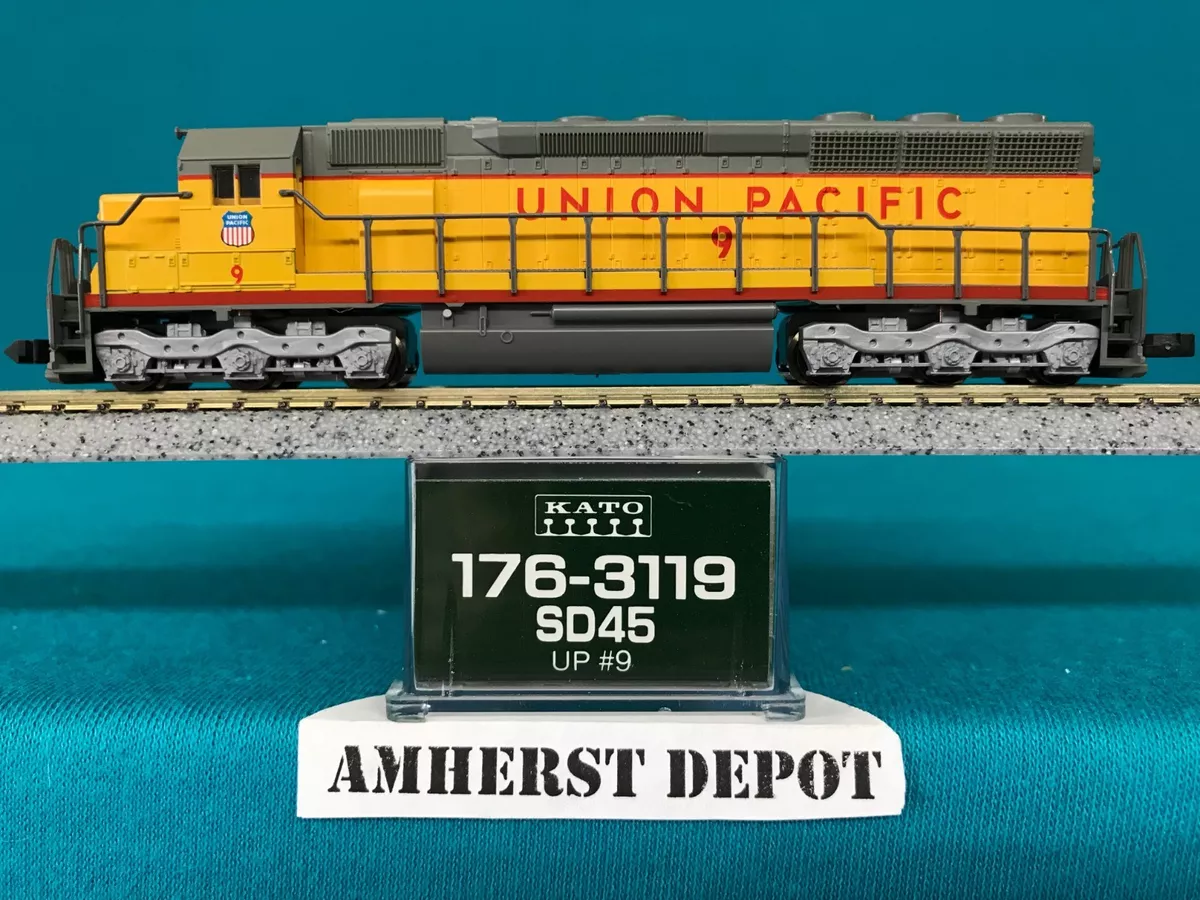 UNION PACIFIC
UNION
PACIFIC
9
9
KATO
176-3119
SD45
UP #9
AMHERST DEPOT